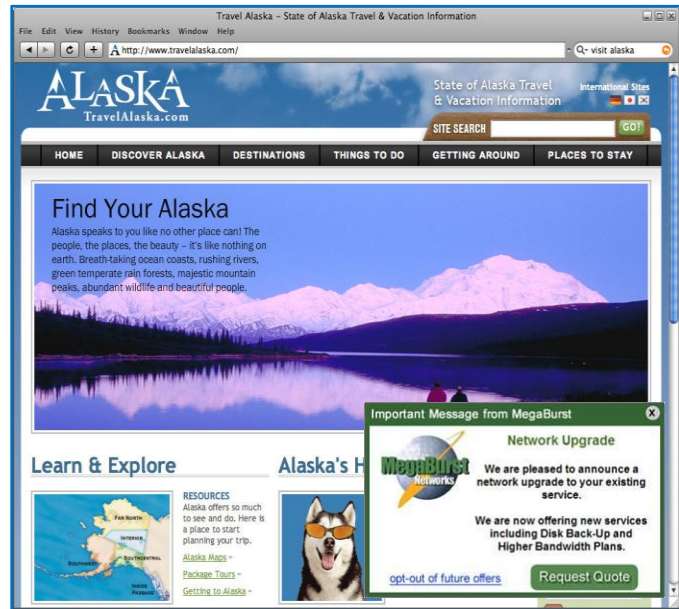 Travel Alaska – State of Alaska Travel & Vacation Information
File Edit View History Bookmarks Window Help
http://www.travelalaska.com/
visit alaska
ALASKA
TravelAlaska.com
State of Alaska Travel
& Vacation Information
International Sites
SITE SEARCH
GO!
HOME DISCOVER ALASKA DESTINATIONS THINGS TO DO GETTING AROUND PLACES TO STAY
Find Your Alaska
Alaska speaks to you like no other place can! The
people, the places, the beauty – it's like nothing on
earth. Breath-taking ocean coasts, rushing rivers,
green temperate rain forests, majestic mountain
peaks, abundant wildlife and beautiful people.
Learn & Explore
FAR NORTH
INTERIOR
SOUTHWEST
SOUTHCENTRAL
INSIDE
PASSAGE
RESOURCES
Alaska offers so much
to see and do. Here is
a place to start
planning your trip.
Alaska Maps -
Package Tours -
Getting to Alaska -
Alaska's H
Important Message from MegaBurst
X
MegaBurst
Networks
Network Upgrade
We are pleased to announce a
network upgrade to your existing
service.
We are now offering new services
including Disk Back-Up and
Higher Bandwidth Plans.
opt-out of future offers
Request Quote